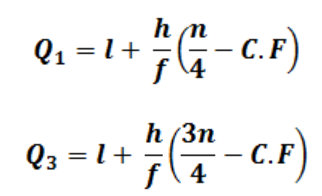 Q₁ = l + h/f (n/4 − C.F)
Q₃ = l + h/f (3n/4 − C.F)